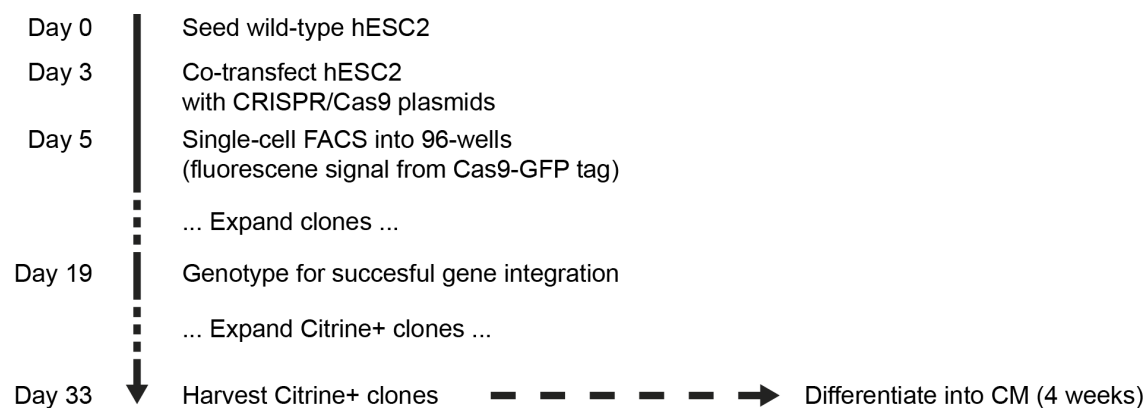 Day 0 Seed wild-type hESC2
Day 3 Co-transfect hESC2
with CRISPR/Cas9 plasmids
Day 5 Single-cell FACS into 96-wells
(fluorescene signal from Cas9-GFP tag)
... Expand clones ...
Day 19 Genotype for succesful gene integration
... Expand Citrine+ clones ...
Day 33 Harvest Citrine+ clones Differentiate into CM (4 weeks)